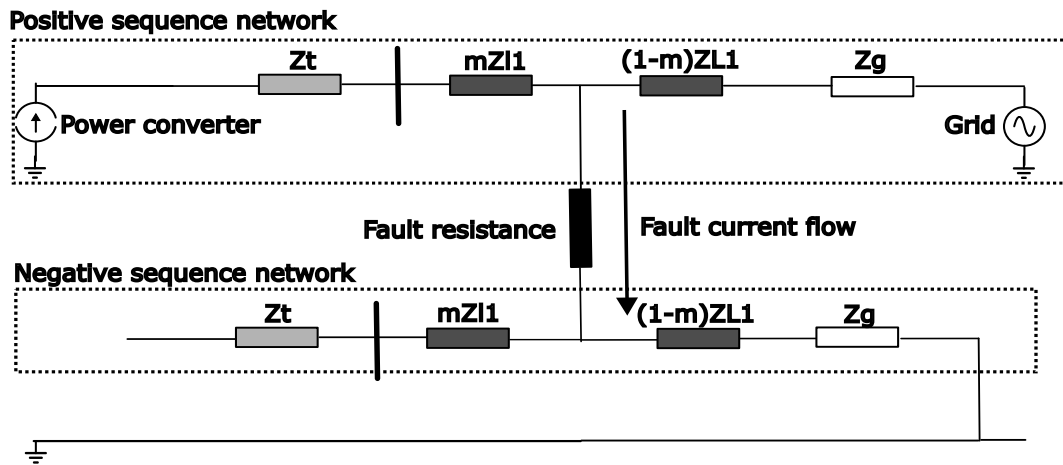 Positive sequence network
Zt
mZl1
(1-m)ZL1
Zg
Power converter
Grid
Fault resistance
Fault current flow
Negative sequence network
Zt
mZl1
(1-m)ZL1
Zg